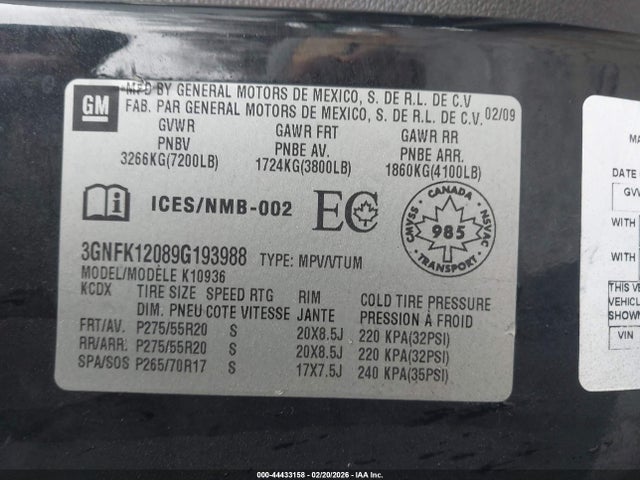 GM
MFD BY GENERAL MOTORS DE MEXICO, S. DE R.L. DE C.V
FAB. PAR GENERAL MOTORS DE MEXICO, S. DE R.L. DE C.V. 02/09
GVWR GAWR FRT GAWR RR
PNBV PNBE AV. PNBE ARR.
3266KG(7200LB) 1724KG(3800LB) 1860KG(4100LB)
ICES/NMB-002 EC
CANADA
CMVSS 985 NSVAC
TRANSPORT
3GNFK12089G193988 TYPE: MPV/VTUM
MODEL/MODÈLE K10936
KCDX TIRE SIZE SPEED RTG RIM COLD TIRE PRESSURE
DIM. PNEU COTE VITESSE JANTE PRESSION À FROID
FRT/AV. P275/55R20 S 20X8.5J 220 KPA(32PSI)
RR/ARR. P275/55R20 S 20X8.5J 220 KPA(32PSI)
SPA/SOS P265/70R17 S 17X7.5J 240 KPA(35PSI)
DATE
WITH
WITH
THIS VE
VEHICL
SHOWN
VIN
000-44433158 - 02/20/2026 - IAAI Inc.